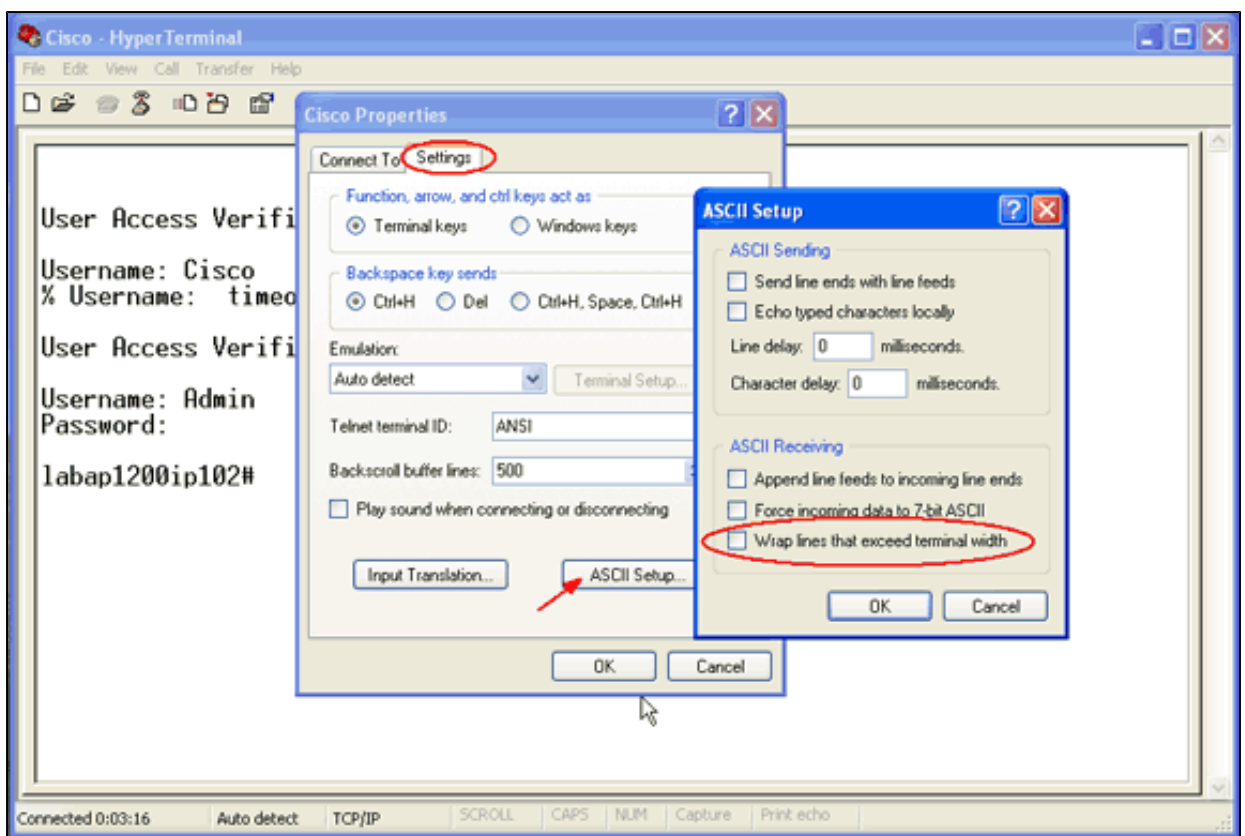 Cisco - HyperTerminal
File Edit View Call Transfer Help
User Access Verifi
Username: Cisco
% Username: timeo
User Access Verifi
Username: Admin
Password:
labap1200ip102#
Cisco Properties
Connect To Settings
Function, arrow, and ctrl keys act as
Terminal keys Windows keys
Backspace key sends
Ctrl+H Del Ctrl+H, Space, Ctrl+H
Emulation:
Auto detect Terminal Setup...
Telnet terminal ID: ANSI
Backscroll buffer lines: 500
Play sound when connecting or disconnecting
Input Translation... ASCII Setup...
OK Cancel
ASCII Setup
ASCII Sending
Send line ends with line feeds
Echo typed characters locally
Line delay: 0 milliseconds.
Character delay: 0 milliseconds.
ASCII Receiving
Append line feeds to incoming line ends
Force incoming data to 7-bit ASCII
Wrap lines that exceed terminal width
OK Cancel
Connected 0:03:16 Auto detect TCP/IP SCROLL CAPS NUM Capture Print echo